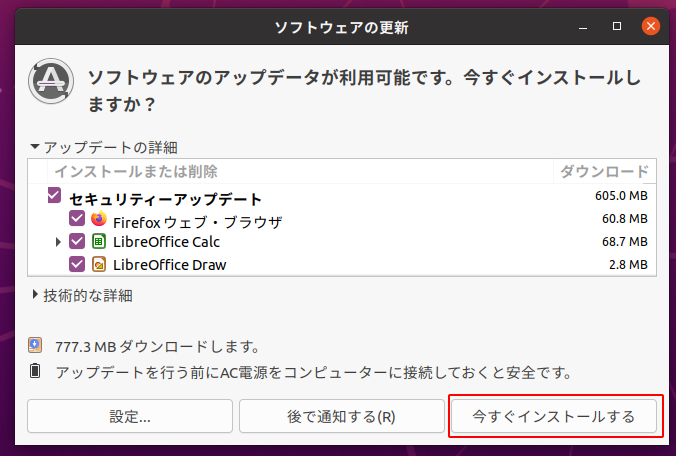 ソフトウェアの更新
ソフトウェアのアップデータが利用可能です。今すぐインストールし
ますか？
アップデートの詳細
インストールまたは削除 ダウンロード
セキュリティーアップデート 605.0 MB
Firefox ウェブ・ブラウザ 60.8 MB
LibreOffice Calc 68.7 MB
LibreOffice Draw 2.8 MB
技術的な詳細
777.3 MB ダウンロードします。
アップデートを行う前にAC電源をコンピューターに接続しておくと安全です。
設定... 後で通知する(R) 今すぐインストールする